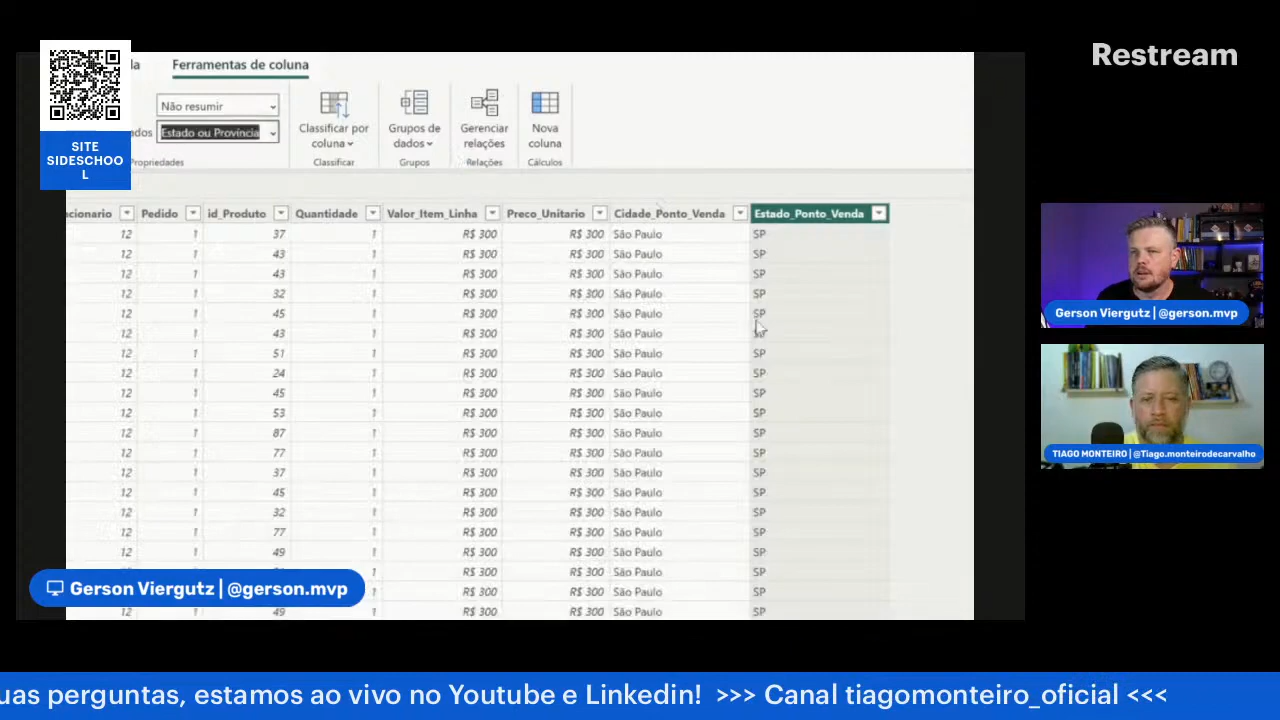 Restream
SITE
SIDESCHOO
L
la
Ferramentas de coluna
Não resumir
ados
Estado ou Província
Propriedades
Classificar por
coluna
Classificar
Grupos de
dados
Grupos
Gerenciar
relações
Relações
Nova
coluna
Cálculos
cionario Pedido id_Produto Quantidade Valor_Item_Linha Preco_Unitario Cidade_Ponto_Venda Estado_Ponto_Venda
12 1 37 1 R$ 300 R$ 300 São Paulo SP
12 1 43 1 R$ 300 R$ 300 São Paulo SP
12 1 43 1 R$ 300 R$ 300 São Paulo SP
12 1 32 1 R$ 300 R$ 300 São Paulo SP
12 1 45 1 R$ 300 R$ 300 São Paulo SP
12 1 43 1 R$ 300 R$ 300 São Paulo
12 1 51 1 R$ 300 R$ 300 São Paulo SP
12 1 24 1 R$ 300 R$ 300 São Paulo SP
12 1 45 1 R$ 300 R$ 300 São Paulo SP
12 1 53 1 R$ 300 R$ 300 São Paulo SP
12 1 87 1 R$ 300 R$ 300 São Paulo SP
12 1 77 1 R$ 300 R$ 300 São Paulo SP
12 1 37 1 R$ 300 R$ 300 São Paulo SP
12 1 45 1 R$ 300 R$ 300 São Paulo SP
12 1 32 1 R$ 300 R$ 300 São Paulo SP
12 1 77 1 R$ 300 R$ 300 São Paulo SP
12 1 49 1 R$ 300 R$ 300 São Paulo SP
1 R$ 300 R$ 300 São Paulo SP
1 R$ 300 R$ 300 São Paulo SP
12 1 49 1 R$ 300 R$ 300 São Paulo SP
Gerson Viergutz | @gerson.mvp
Gerson Viergutz | @gerson.mvp
TIAGO MONTEIRO | @Tiago.monteirodecarvalho
uas perguntas, estamos ao vivo no Youtube e Linkedin! >>> Canal tiagomonteiro_oficial <<<